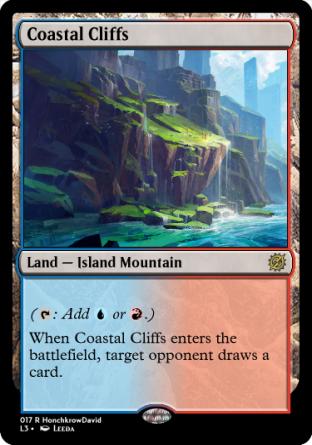 Coastal Cliffs
Land — Island Mountain
( : Add  or .)
When Coastal Cliffs enters the
battlefield, target opponent draws a
card.
017 R HonchkrowDavid
L3 • Leeda